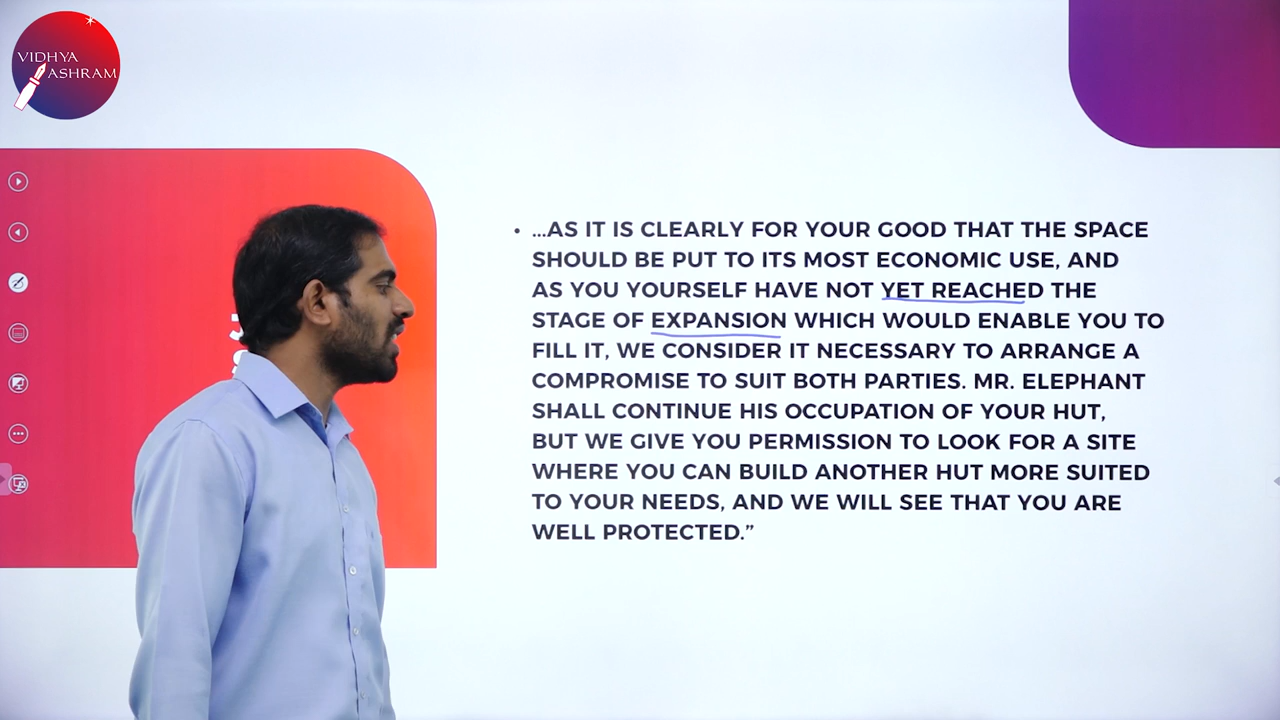 VIDHYA
ASHRAM
• ...AS IT IS CLEARLY FOR YOUR GOOD THAT THE SPACE
SHOULD BE PUT TO ITS MOST ECONOMIC USE, AND
AS YOU YOURSELF HAVE NOT YET REACHED THE
STAGE OF EXPANSION WHICH WOULD ENABLE YOU TO
FILL IT, WE CONSIDER IT NECESSARY TO ARRANGE A
COMPROMISE TO SUIT BOTH PARTIES. MR. ELEPHANT
SHALL CONTINUE HIS OCCUPATION OF YOUR HUT,
BUT WE GIVE YOU PERMISSION TO LOOK FOR A SITE
WHERE YOU CAN BUILD ANOTHER HUT MORE SUITED
TO YOUR NEEDS, AND WE WILL SEE THAT YOU ARE
WELL PROTECTED.”